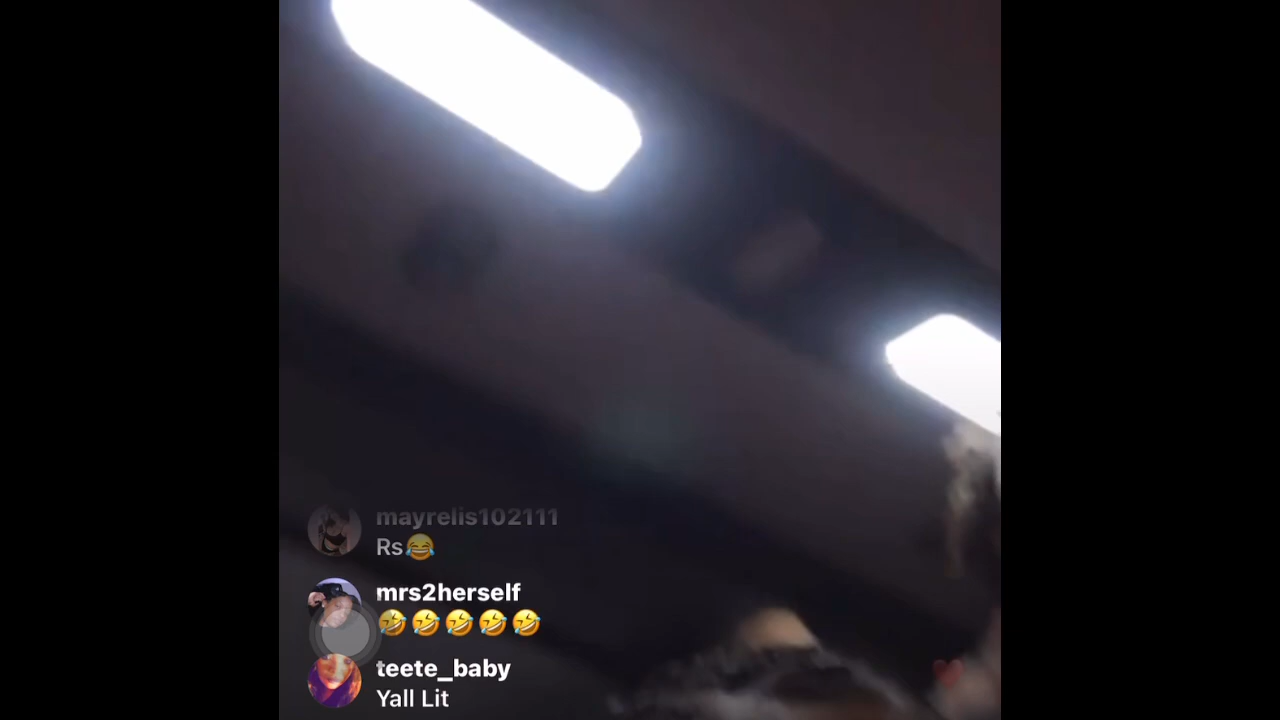 mayrelis102111
Rs😂
mrs2herself
🤣🤣🤣🤣🤣
teete_baby
Yall Lit